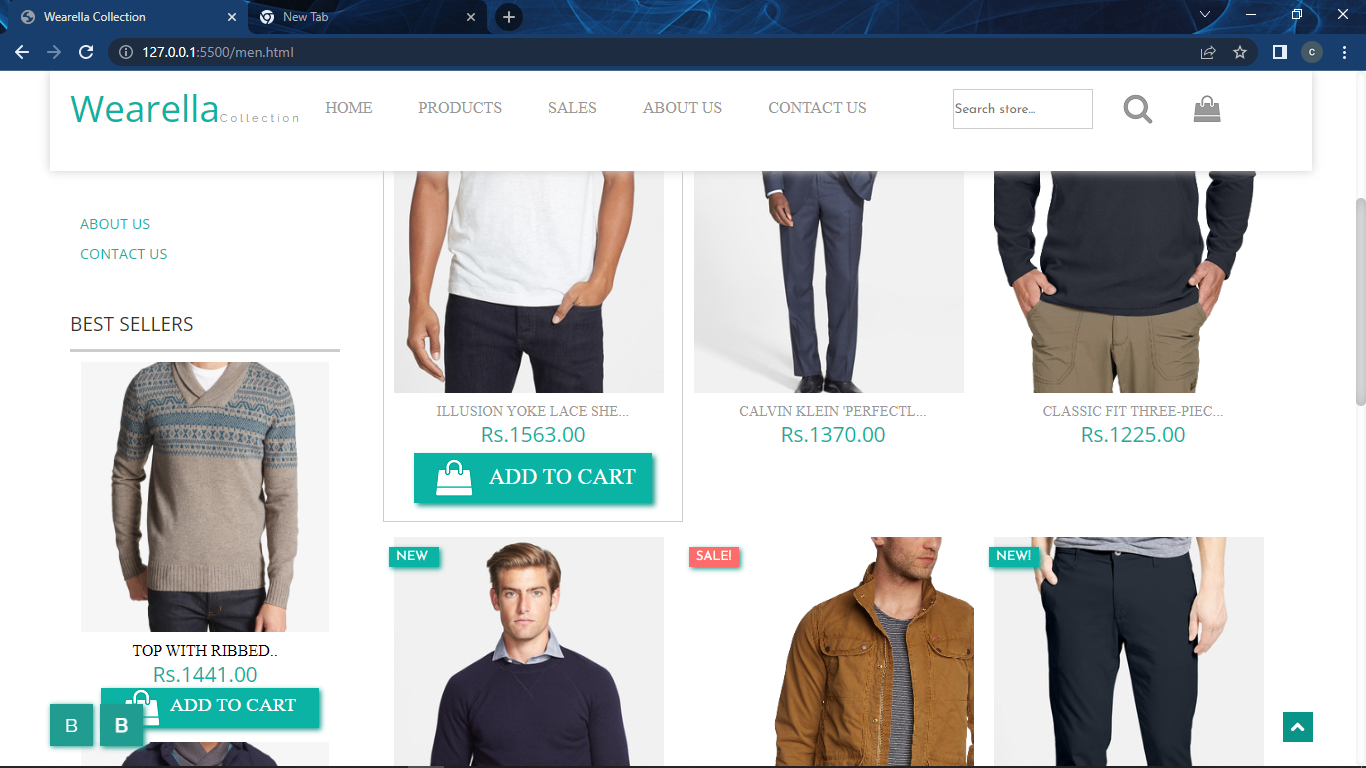 Wearella Collection
New Tab
127.0.0.1:5500/men.html
c
Wearella Collection
HOME
PRODUCTS
SALES
ABOUT US
CONTACT US
Search store...
ABOUT US
CONTACT US
BEST SELLERS
TOP WITH RIBBED..
Rs.1441.00
ADD TO CART
B
B
ILLUSION YOKE LACE SHE...
Rs.1563.00
ADD TO CART
CALVIN KLEIN 'PERFECTL...
Rs.1370.00
CLASSIC FIT THREE-PIEC...
Rs.1225.00
NEW
SALE!
NEW!